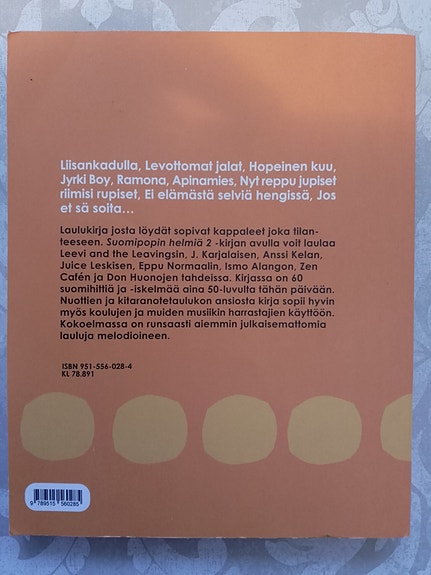 Liisankadulla, Levottomat jalat, Hopeinen kuu,
Jyrki Boy, Ramona, Apinamies, Nyt reppu jupiset
riimisi rupiset, Ei elämästä selviä hengissä, Jos
et sä soita...
Laulukirja josta löydät sopivat kappaleet joka tilan-
teeseen. Suomipopin helmiä 2 -kirjan avulla voit laulaa
Leevi and the Leavingsin, J. Karjalaisen, Anssi Kelan,
Juice Leskisen, Eppu Normaalin, Ismo Alangon, Zen
Cafén ja Don Huonojen tahdeissa. Kirjassa on 60
suomihittiä ja -iskelmää aina 50-luvulta tähän päivään.
Nuottien ja kitaranotetaulukon ansiosta kirja sopii hyvin
myös koulujen ja muiden musiikin harrastajien käyttöön.
Kokoelmassa on runsaasti aiemmin julkaisemattomia
lauluja melodioineen.
ISBN 951-556-028-4
KL 78.891
9 789515 560285